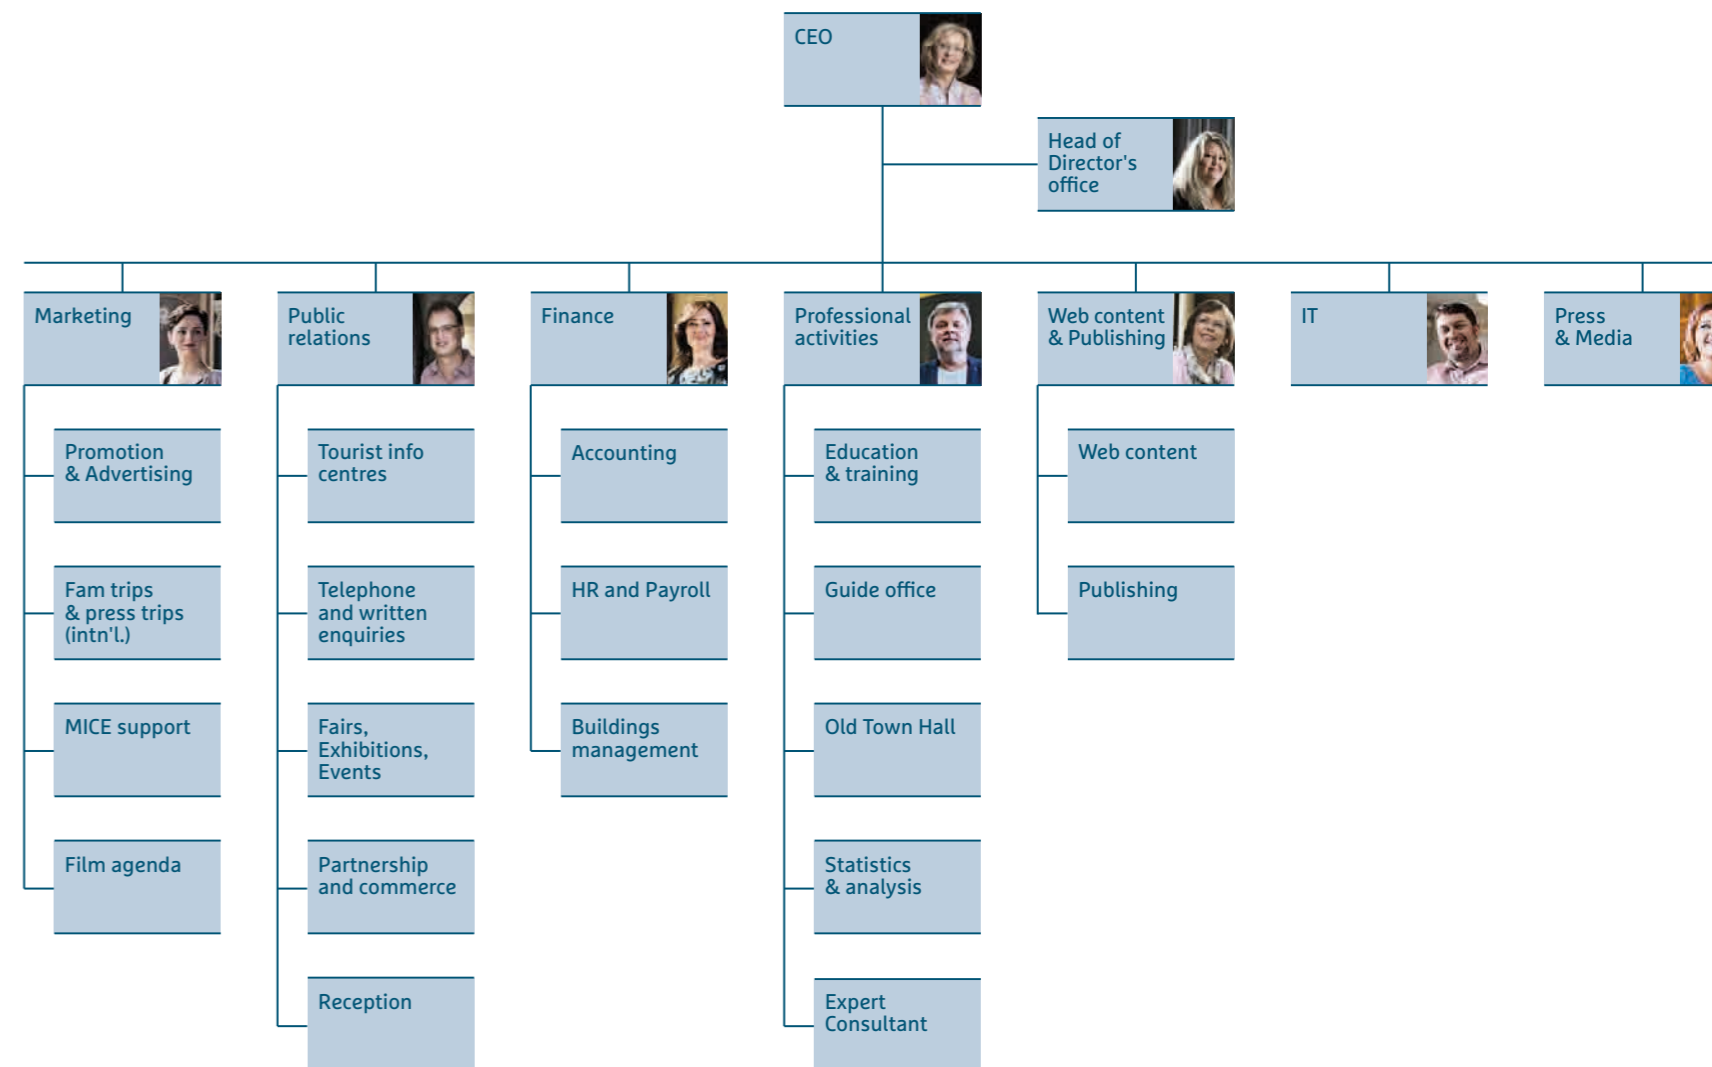 CEO
Head of
Director's
office
Marketing
Public
relations
Finance
Professional
activities
Web content
& Publishing
IT
Press
& Media
Promotion
& Advertising
Tourist info
centres
Accounting
Education
& training
Web content
Fam trips
& press trips
(intn'l.)
Telephone
and written
enquiries
HR and Payroll
Guide office
Publishing
MICE support
Fairs,
Exhibitions,
Events
Buildings
management
Old Town Hall
Film agenda
Partnership
and commerce
Statistics
& analysis
Reception
Expert
Consultant